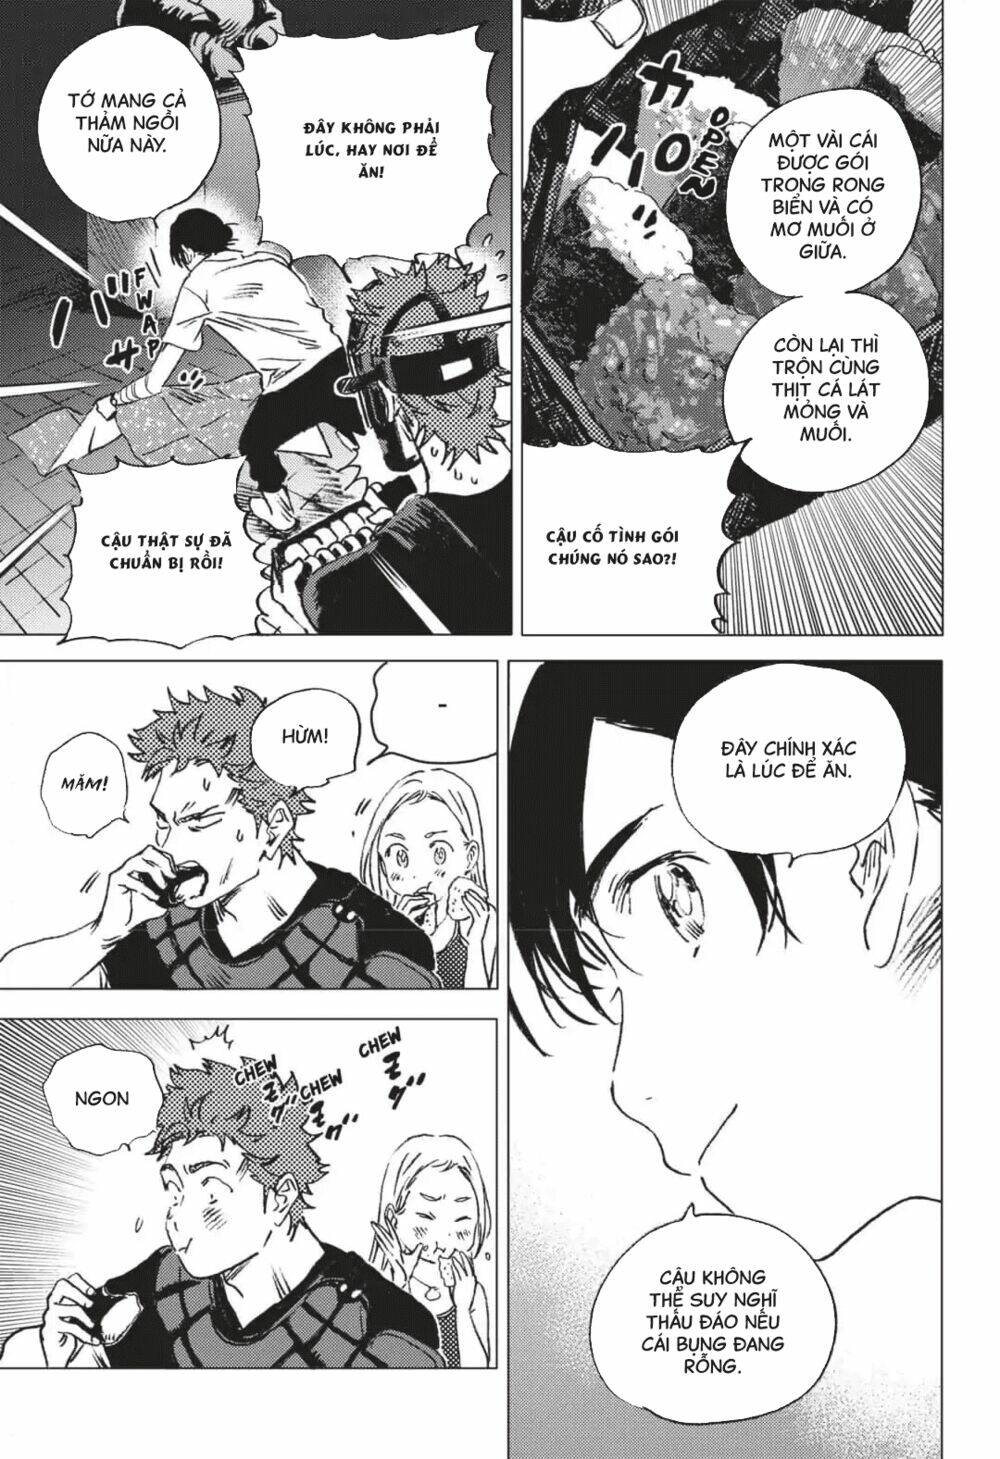 オ
OPEN
MỘT VÀI CÁI
ĐƯỢC GÓI
TRONG RONG
BIỂN VÀ CÓ
MƠ MUỐI Ở
GIỮA.
CÒN LẠI THÌ
TRỘN CÙNG
THỊT CÁ LÁT
MỎNG VÀ
MUỐI.
CẬU CỐ TÌNH GÓI
CHÚNG NÓ SAO?!
ĐÂY KHÔNG PHẢI
LÚC, HAY NƠI ĐỂ
ĂN!
TỚ MANG CẢ
THẢM NGỒI
NỮA NÀY.
FWAP
CẬU THẬT SỰ ĐÃ
CHUẨN BỊ RỒI!
ĐÂY CHÍNH XÁC
LÀ LÚC ĐỂ ĂN.
CẬU KHÔNG
THỂ SUY NGHĨ
THẤU ĐÁO NẾU
CÁI BỤNG ĐANG
RỖNG.
-
HỪM!
MĂM!
CHEW
CHEW
CHEW
NGON